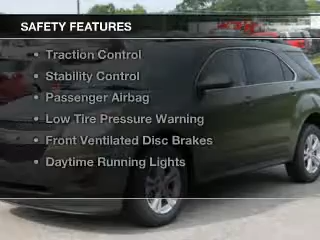 SAFETY FEATURES
• Traction Control
• Stability Control
• Passenger Airbag
• Low Tire Pressure Warning
• Front Ventilated Disc Brakes
• Daytime Running Lights